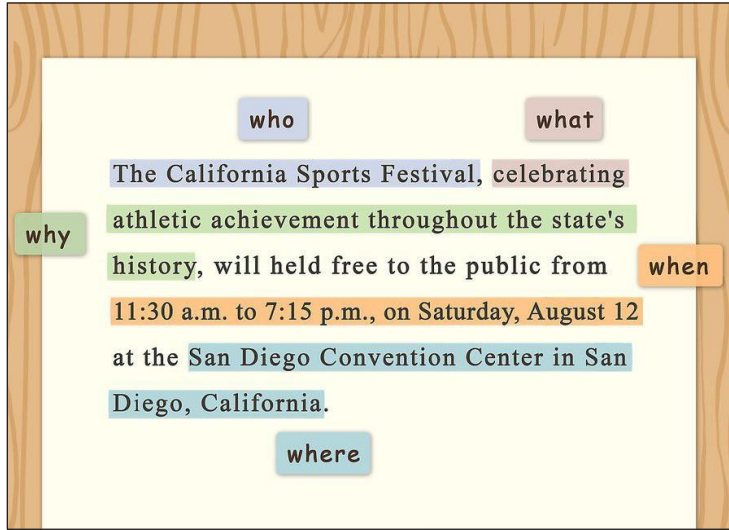 who
what
The California Sports Festival, celebrating
athletic achievement throughout the state's
why
history, will held free to the public from
when
11:30 a.m. to 7:15 p.m., on Saturday, August 12
at the San Diego Convention Center in San
Diego, California.
where